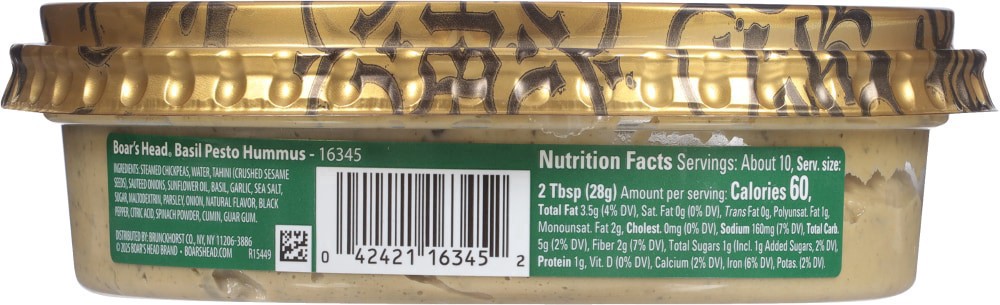 Boar's Head® Basil Pesto Hummus - 16345
INGREDIENTS: STEAMED CHICKPEAS, WATER, TAHINI (CRUSHED SESAME
SEEDS), SAUTEED ONIONS, SUNFLOWER OIL, BASIL, GARLIC, SEA SALT,
SUGAR, MALTODEXTRIN, PARSLEY, ONION, NATURAL FLAVOR, BLACK
PEPPER, CITRIC ACID, SPINACH POWDER, CUMIN, GUAR GUM.
DISTRIBUTED BY: BRUNCKHORST CO., NY, NY 11206-3886
© 2025 BOAR'S HEAD BRAND • BOARSHEAD.COM R15449
0 42421 16345 2
Nutrition Facts Servings: About 10, Serv. size:
2 Tbsp (28g) Amount per serving: Calories 60,
Total Fat 3.5g (4% DV), Sat. Fat 0g (0% DV), Trans Fat 0g, Polyunsat. Fat 1g,
Monounsat. Fat 2g, Cholest. 0mg (0% DV), Sodium 160mg (7% DV), Total Carb.
5g (2% DV), Fiber 2g (7% DV), Total Sugars 1g (Incl. 1g Added Sugars, 2% DV),
Protein 1g, Vit. D (0% DV), Calcium (2% DV), Iron (6% DV), Potas. (2% DV).